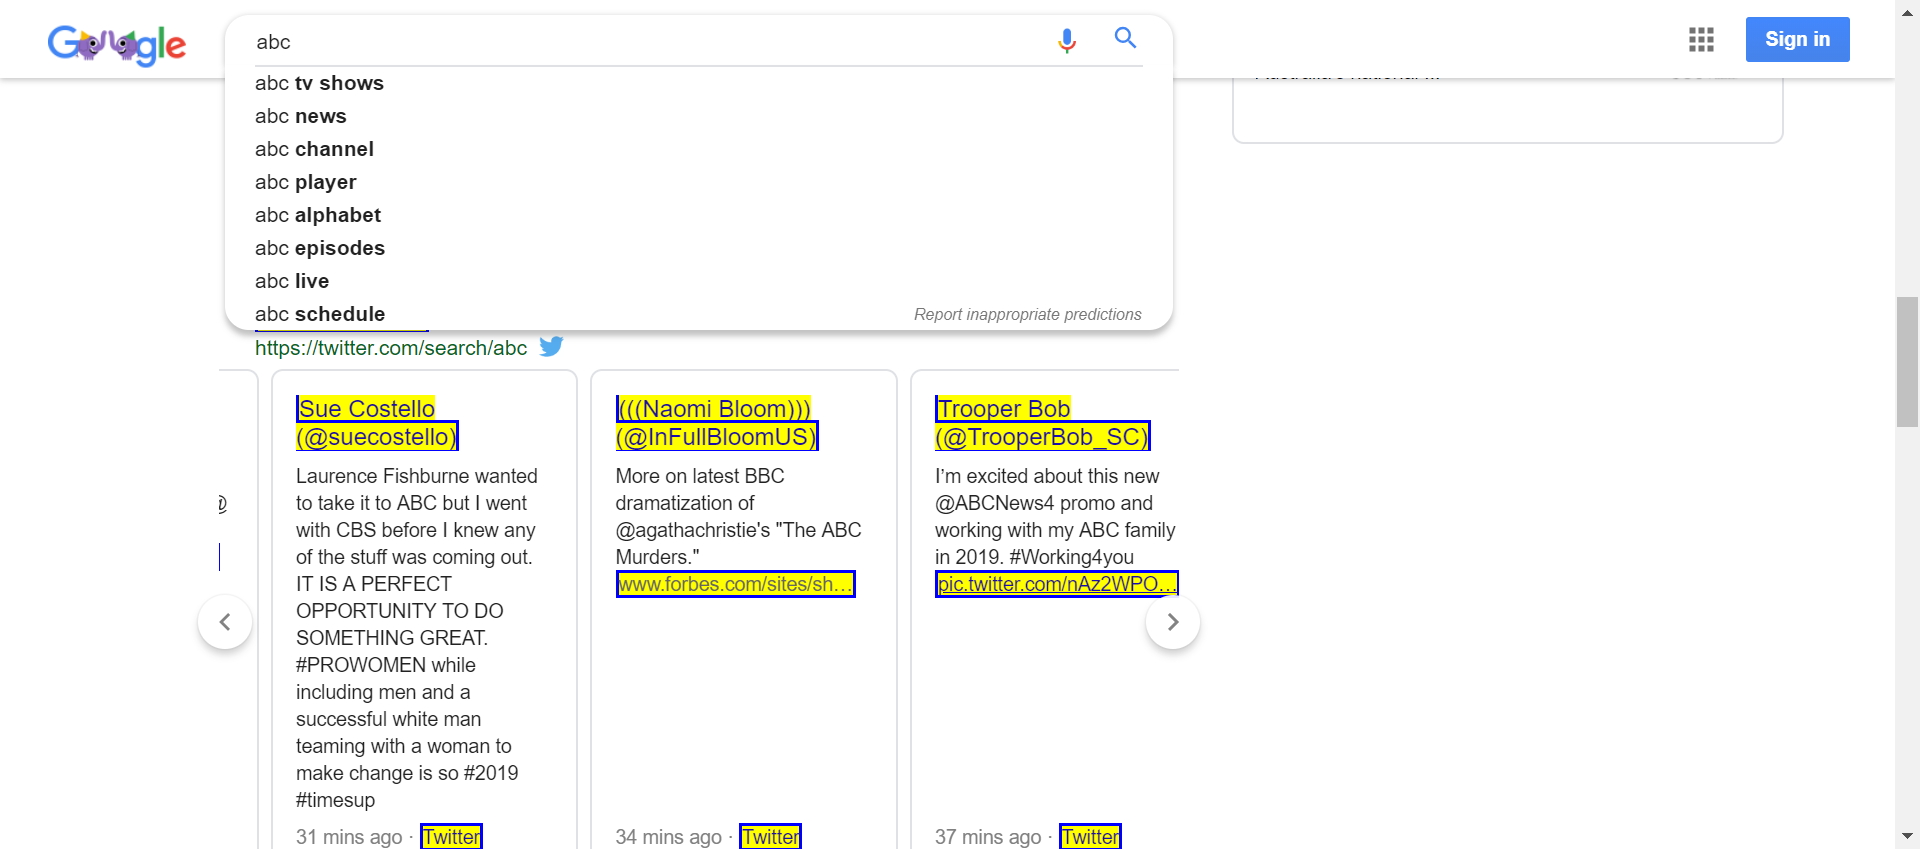 Google
abc
Sign in
abc tv shows
abc news
abc channel
abc player
abc alphabet
abc episodes
abc live
abc schedule
Report inappropriate predictions
https://twitter.com/search/abc
@
Sue Costello
(@suecostello)
Laurence Fishburne wanted
to take it to ABC but I went
with CBS before I knew any
of the stuff was coming out.
IT IS A PERFECT
OPPORTUNITY TO DO
SOMETHING GREAT.
#PROWOMEN while
including men and a
successful white man
teaming with a woman to
make change is so #2019
#timesup
31 mins ago · Twitter
(((Naomi Bloom)))
(@InFullBloomUS)
More on latest BBC
dramatization of
@agathachristie's "The ABC
Murders."
www.forbes.com/sites/sh…
34 mins ago · Twitter
Trooper Bob
(@TrooperBob_SC)
I’m excited about this new
@ABCNews4 promo and
working with my ABC family
in 2019. #Working4you
pic.twitter.com/nAz2WPO…
37 mins ago · Twitter